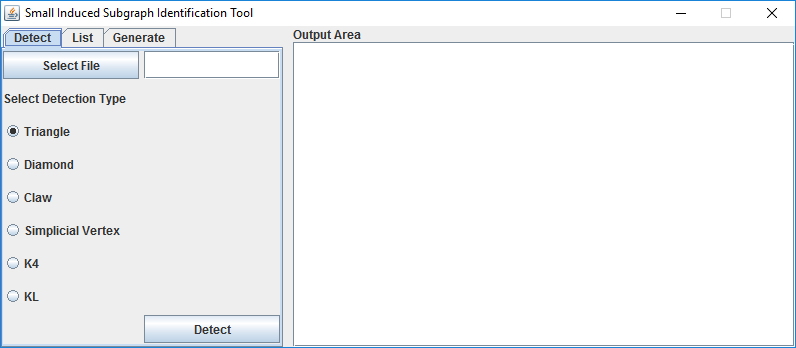 Small Induced Subgraph Identification Tool
Detect List Generate
Output Area
Select File
Select Detection Type
Triangle
Diamond
Claw
Simplicial Vertex
K4
KL
Detect